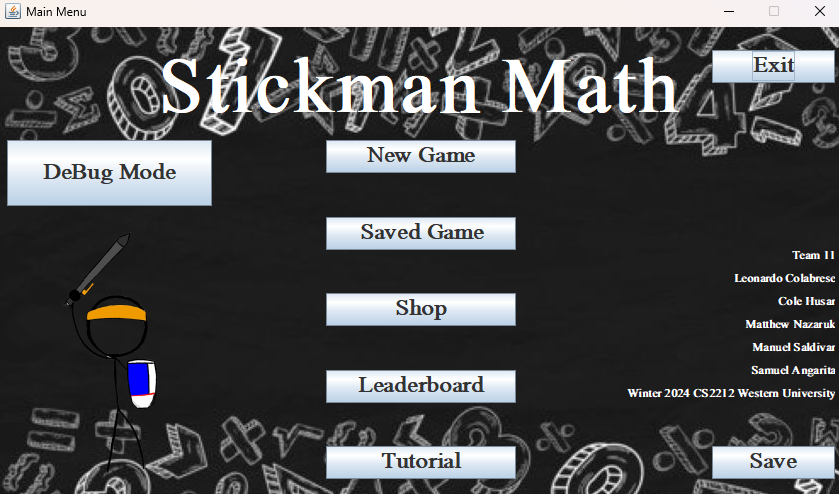 Main Menu
Stickman Math
Exit
DeBug Mode
New Game
Saved Game
Shop
Leaderboard
Tutorial
Team 11
Leonardo Colabrese
Cole Husar
Matthew Nazaruk
Manuel Saldivar
Samuel Angarita
Winter 2024 CS2212 Western University
Save